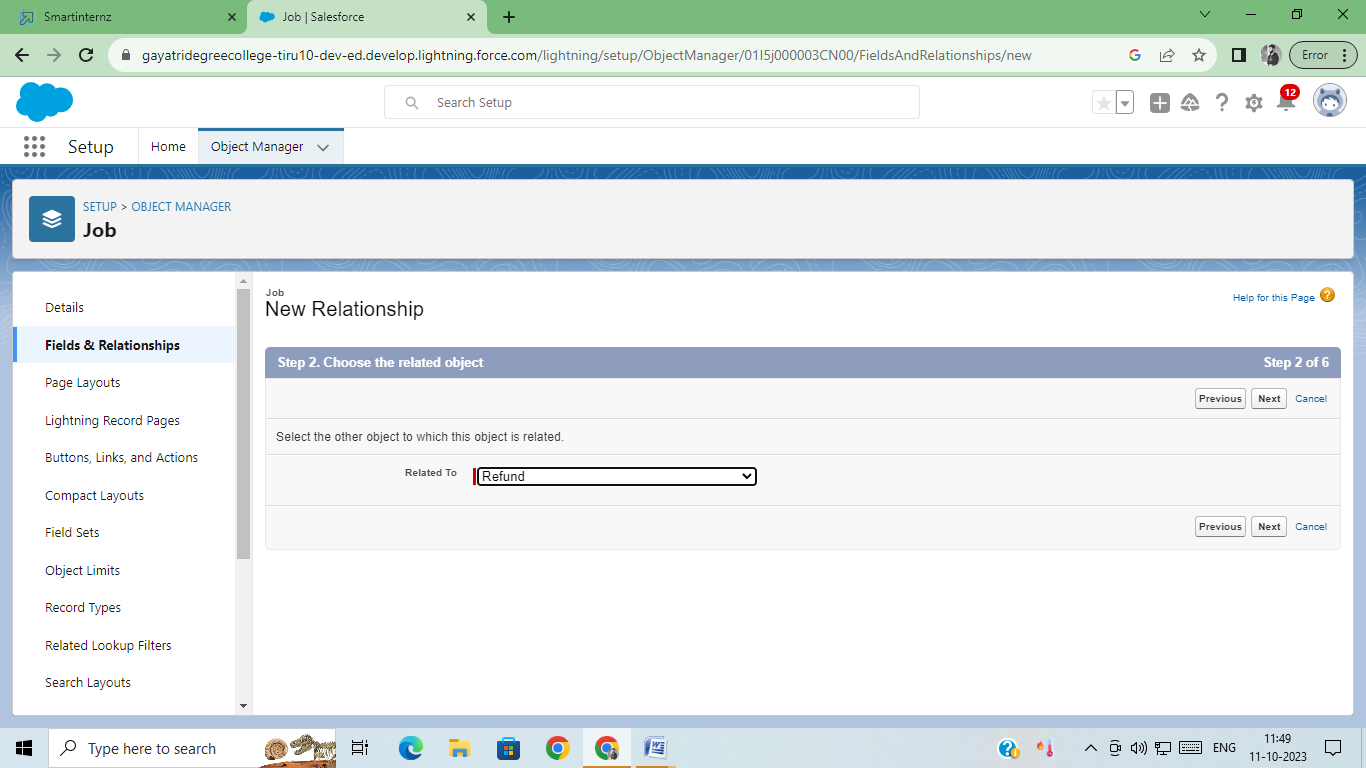 Smartinternz
Job | Salesforce
gayatridegreecollege-tiru10-dev-ed.develop.lightning.force.com/lightning/setup/ObjectManager/01I5j000003CN00/FieldsAndRelationships/new
Error
Search Setup
12
Setup
Home
Object Manager
SETUP > OBJECT MANAGER
Job
Details
Fields & Relationships
Page Layouts
Lightning Record Pages
Buttons, Links, and Actions
Compact Layouts
Field Sets
Object Limits
Record Types
Related Lookup Filters
Search Layouts
Job
New Relationship
Help for this Page
Step 2. Choose the related object
Step 2 of 6
Previous Next Cancel
Select the other object to which this object is related.
Related To
Refund
Previous Next Cancel
Type here to search
ENG
11:49
11-10-2023